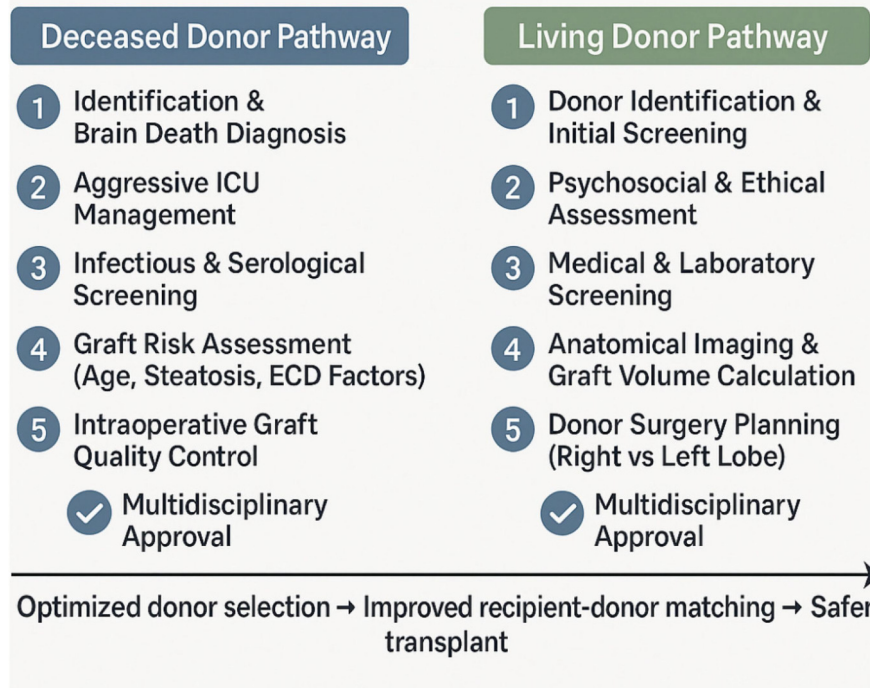 Deceased Donor Pathway
1 Identification &
Brain Death Diagnosis
2 Aggressive ICU
Management
3 Infectious & Serological
Screening
4 Graft Risk Assessment
(Age, Steatosis, ECD Factors)
5 Intraoperative Graft
Quality Control
Multidisciplinary
Approval
Living Donor Pathway
1 Donor Identification &
Initial Screening
2 Psychosocial & Ethical
Assessment
3 Medical & Laboratory
Screening
4 Anatomical Imaging &
Graft Volume Calculation
5 Donor Surgery Planning
(Right vs Left Lobe)
Multidisciplinary
Approval
Optimized donor selection → Improved recipient-donor matching → Safer
transplant